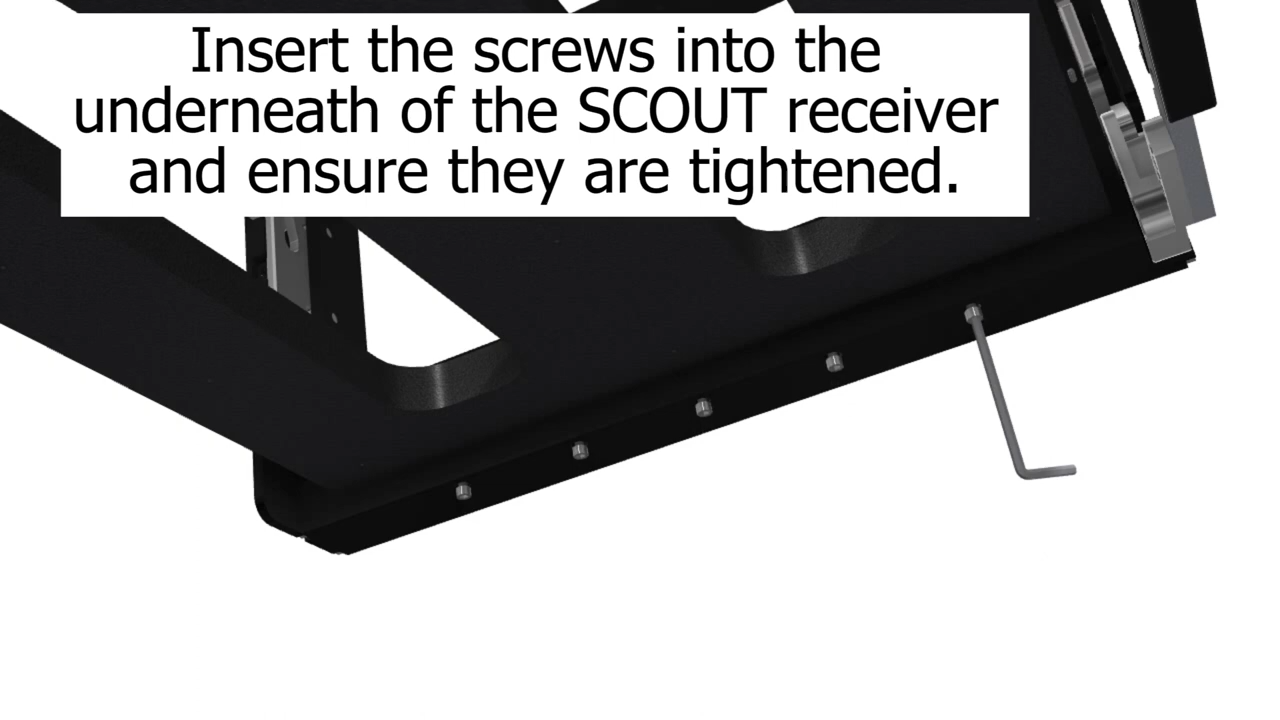 Insert the screws into the
underneath of the SCOUT receiver
and ensure they are tightened.